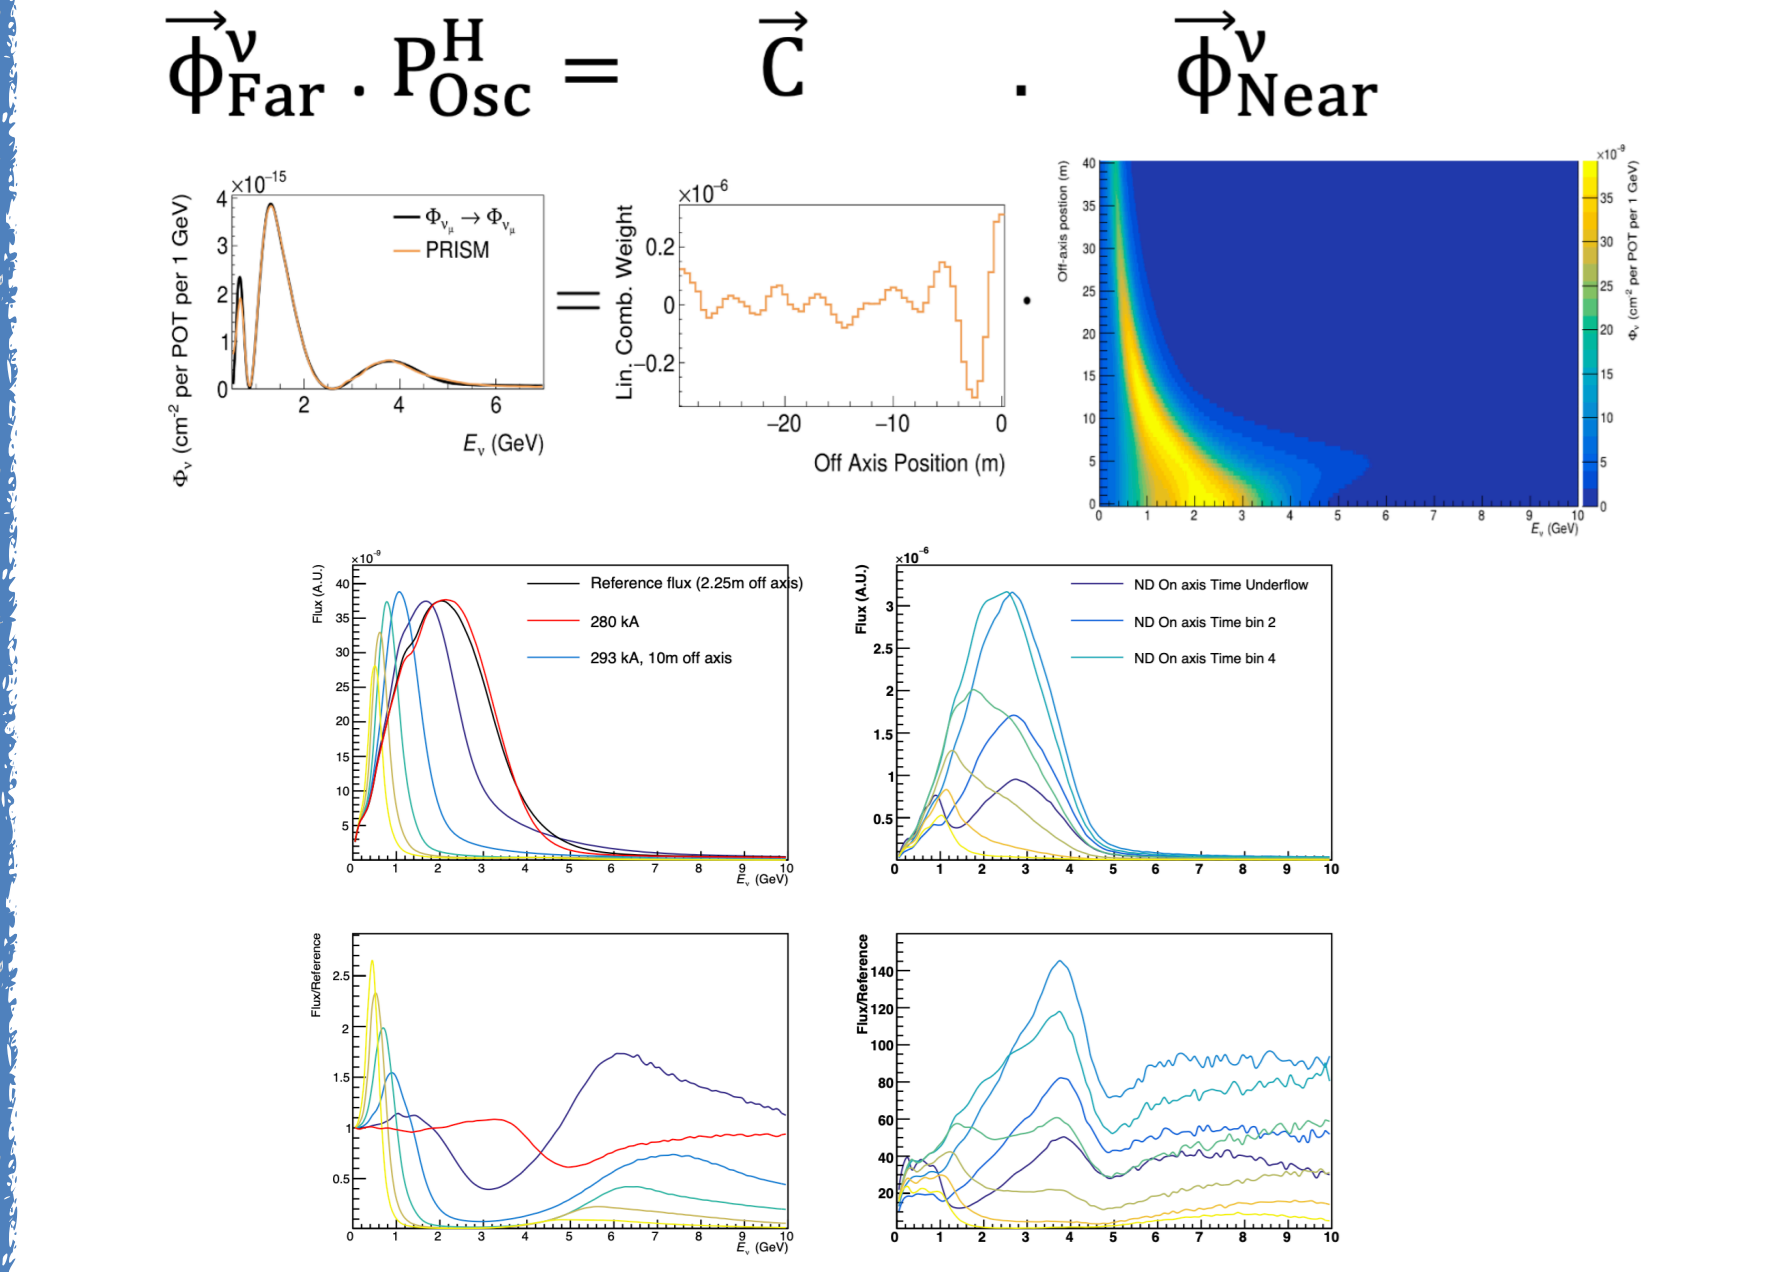 ϕ⃗^ν_Far . P^H_Osc = C⃗ . ϕ⃗^ν_Near
×10⁻¹⁵
Φν (cm⁻² per POT per 1 GeV)
4
3
2
1
0
Φνμ → Φνμ
PRISM
2 4 6
Eν (GeV)
=
×10⁻⁶
Lin. Comb. Weight
0.2
0
−0.2
−20 −10 0
Off Axis Position (m)
.
Off-axis postion (m)
40
35
30
25
20
15
10
5
0
0 1 2 3 4 5 6 7 8 9 10
Eν (GeV)
×10⁻⁹
35
30
25
20
15
10
5
0
Φν (cm⁻² per POT per 1 GeV)
×10⁻⁹
Flux (A.U.)
40
35
30
25
20
15
10
5
Reference flux (2.25m off axis)
280 kA
293 kA, 10m off axis
0 1 2 3 4 5 6 7 8 9 10
Eν (GeV)
×10⁻⁶
Flux (A.U.)
3
2.5
2
1.5
1
0.5
ND On axis Time Underflow
ND On axis Time bin 2
ND On axis Time bin 4
0 1 2 3 4 5 6 7 8 9 10
Flux/Reference
2.5
2
1.5
1
0.5
0 1 2 3 4 5 6 7 8 9 10
Eν (GeV)
Flux/Reference
140
120
100
80
60
40
20
0 1 2 3 4 5 6 7 8 9 10